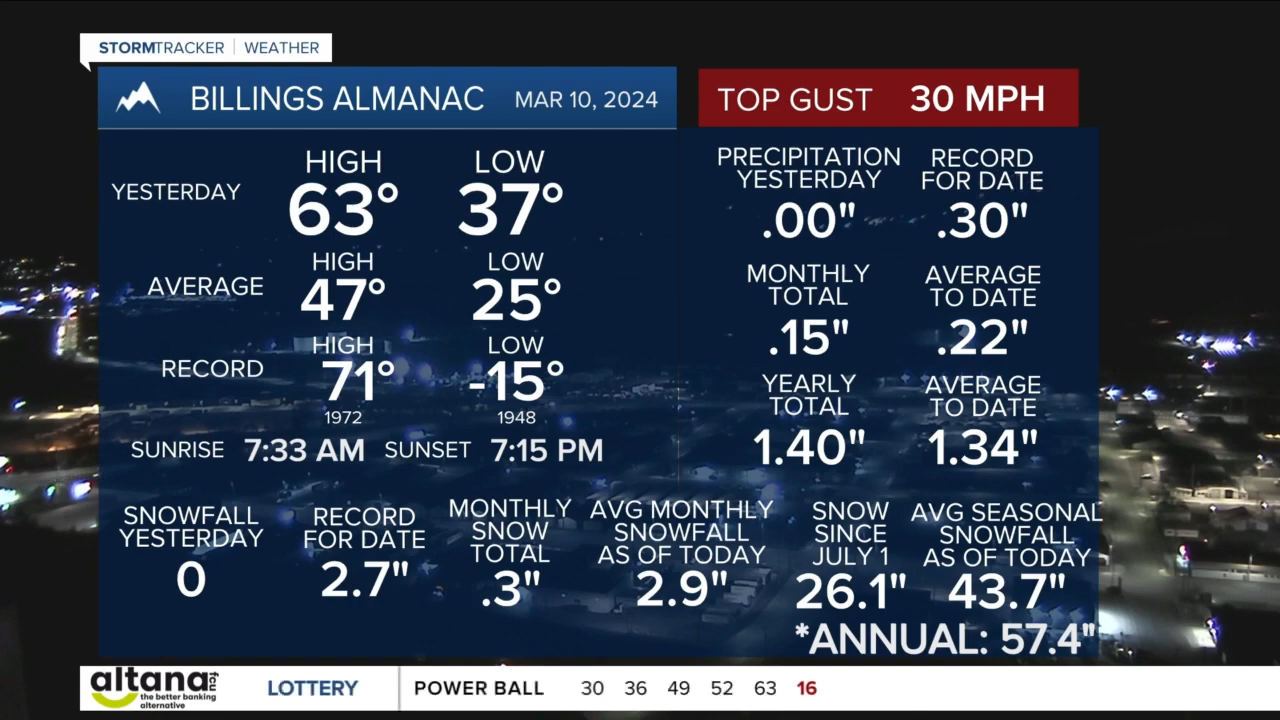 STORMTRACKER | WEATHER
BILLINGS ALMANAC MAR 10, 2024
TOP GUST 30 MPH
HIGH LOW
YESTERDAY 63° 37°
HIGH LOW
AVERAGE 47° 25°
HIGH LOW
RECORD 71° -15°
1972 1948
SUNRISE 7:33 AM SUNSET 7:15 PM
PRECIPITATION
YESTERDAY
.00"
RECORD
FOR DATE
.30"
MONTHLY
TOTAL
.15"
AVERAGE
TO DATE
.22"
YEARLY
TOTAL
1.40"
AVERAGE
TO DATE
1.34"
SNOWFALL
YESTERDAY
0
RECORD
FOR DATE
2.7"
MONTHLY
SNOW
TOTAL
.3"
AVG MONTHLY
SNOWFALL
AS OF TODAY
2.9"
SNOW
SINCE
JULY 1
26.1"
AVG SEASONAL
SNOWFALL
AS OF TODAY
43.7"
*ANNUAL: 57.4"
altana fcu
the better banking
alternative
LOTTERY
POWER BALL 30 36 49 52 63 16